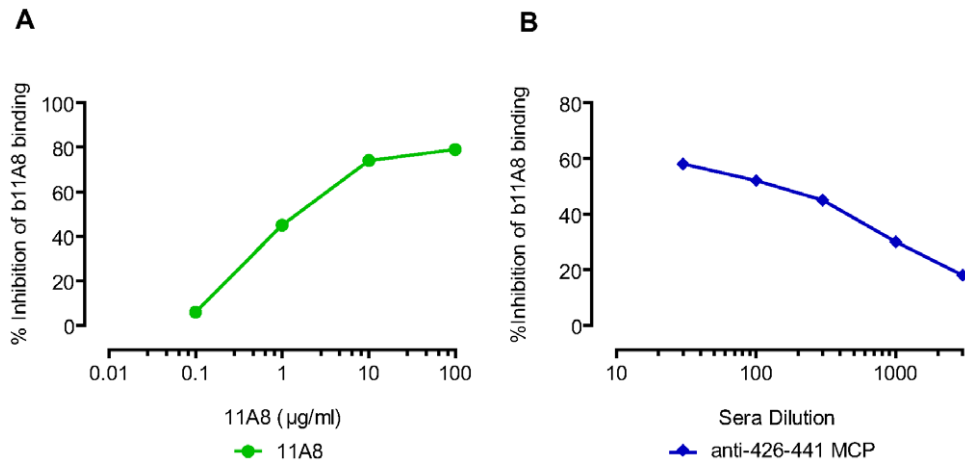 A
% Inhibition of b11A8 binding
100
80
60
40
20
0
0.01 0.1 1 10 100
11A8 (µg/ml)
11A8
B
%Inhibition of b11A8 binding
80
60
40
20
0
10 100 1000
Sera Dilution
anti-426-441 MCP